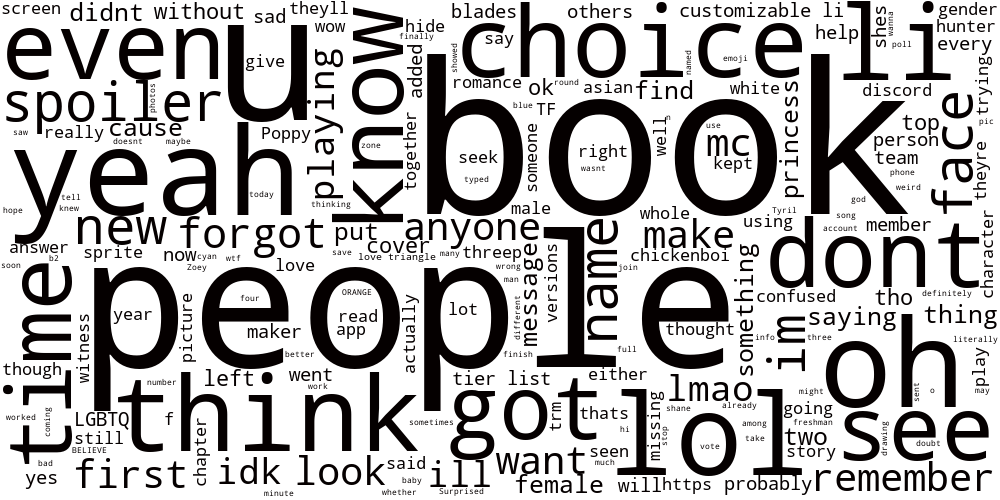 screen
didnt
without
sad
theyll
wow
hide
finally
blades
say
showed
others
customizable
li
help
shes
wanna
gender
hunter
every
poll
even
u
give
know
choice
named
emoji
li
spoiler
photos
playing
added
romance
ok
round
asian
find
white
discord
trying
pic
saw
really
cause
doesnt
maybe
Poppy
zone
book
blue
TF
well
s
use
mc
kept
princess
top
person
team
theyre
face
yeah
today
thinking
together
seek
typed
someone
right
wasnt
phone
weird
god
hope
tell
knew
new
forgot
put
cover
anyone
male
whole
make
using
Tyril
song
account
member
dont
character
answer
b2
sprite
now
cyan
wtf
Zoey
love
save
love triangle
many
threep
wrong
man
message
versions
name
join
chickenboi
something
confused
tho
definitely
soon
time
witness
people
year
picture
four
maker
ORANGE
read
app
actually
lot
different
finish
full
thought
im
info
saying
three
thing
literally
oh
play
may
though
number
better
left
went
work
tier
list
either
lmao
might
sent
o
worked
coming
LGBTQ
still
BELIEVE
f
think
sometimes
got
trm
thats
hi
missing
stop
shane
already
lol
vote
among
take
going
freshman
two
story
see
drawing
doubt
bad
yes
first
chapter
idk
minute
look
said
baby
whether
ill
Surprised
want
seen
much
female
will
https
probably
remember